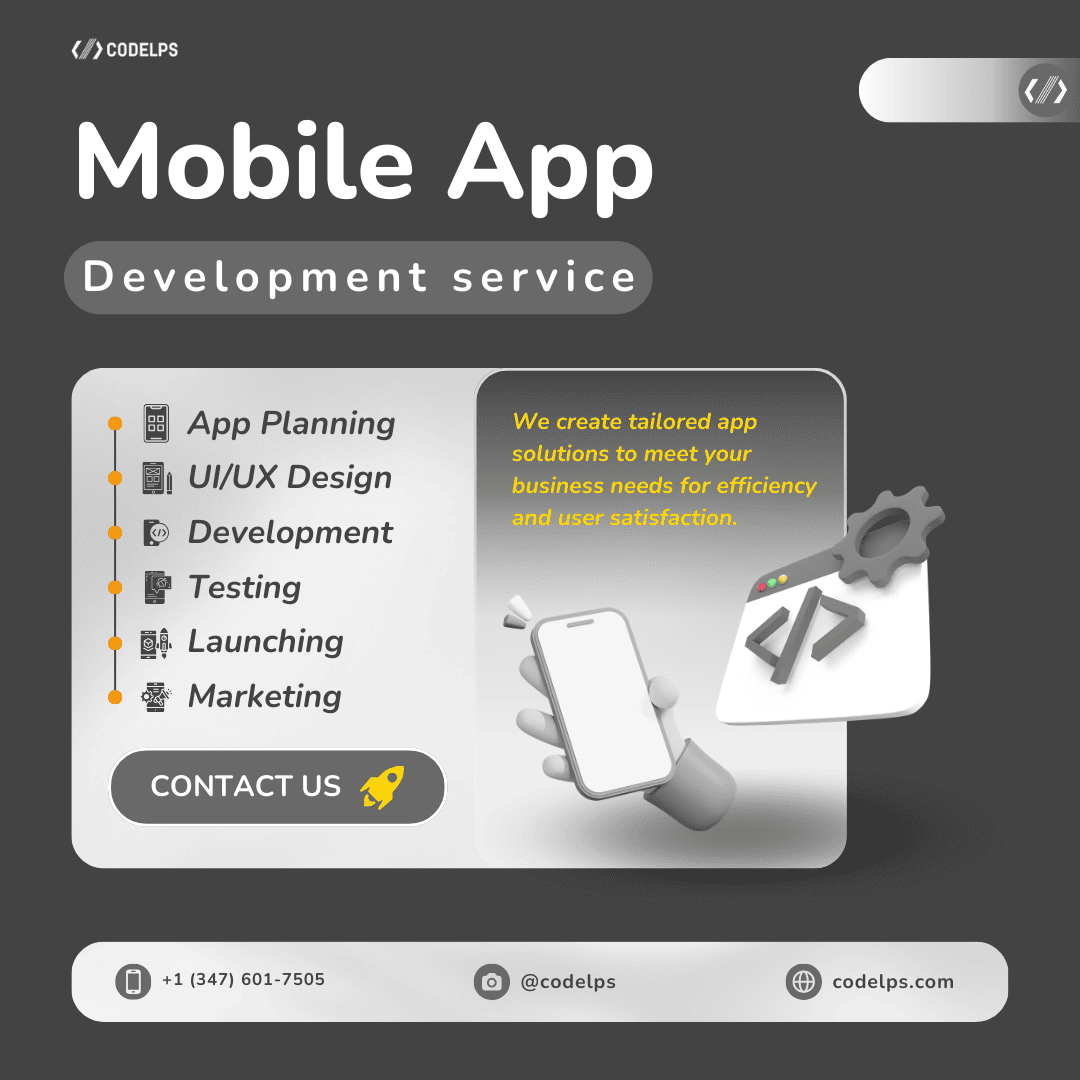 CODELPS
Mobile App
Development service
App Planning
UI/UX Design
Development
Testing
Launching
Marketing
CONTACT US
We create tailored app
solutions to meet your
business needs for efficiency
and user satisfaction.
+1 (347) 601-7505
@codelps
codelps.com